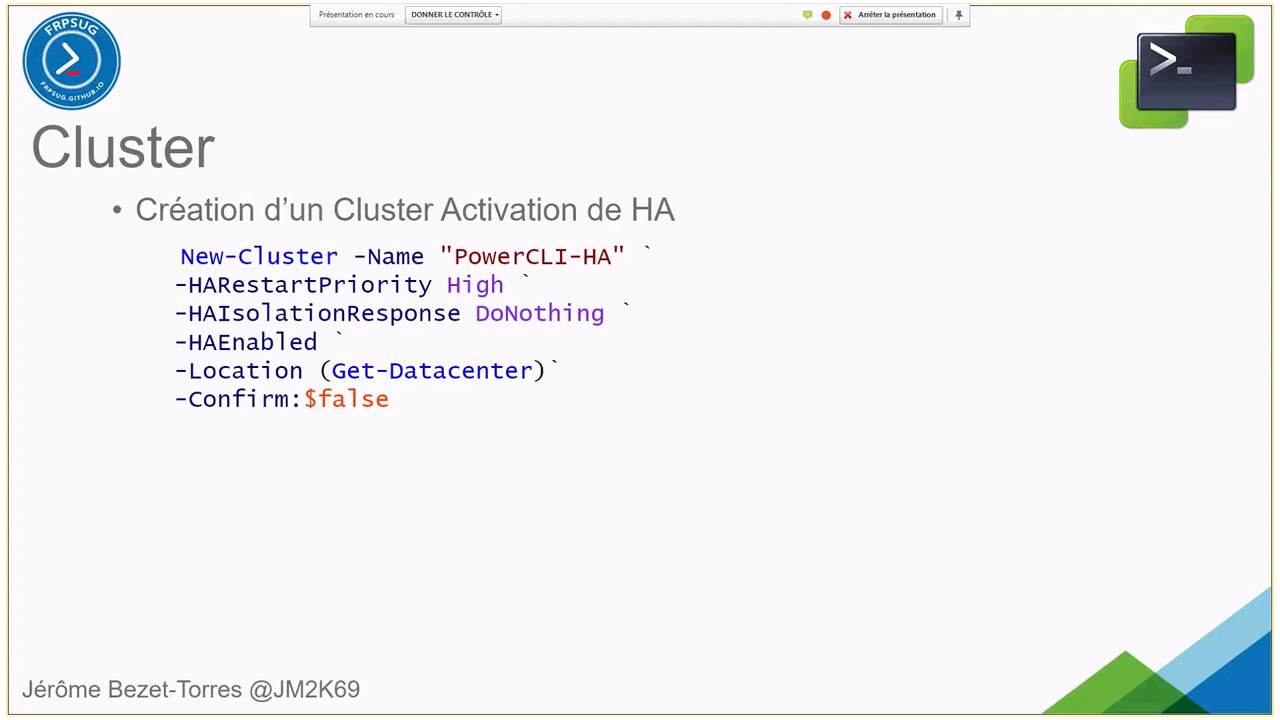 Présentation en cours
DONNER LE CONTRÔLE
Arrêter la présentation
FRPSUG
FRPSUG.GITHUB.IO
Cluster
• Création d’un Cluster Activation de HA
New-Cluster -Name "PowerCLI-HA" `
-HARestartPriority High `
-HAIsolationResponse DoNothing `
-HAEnabled `
-Location (Get-Datacenter)`
-Confirm:$false
Jérôme Bezet-Torres @JM2K69